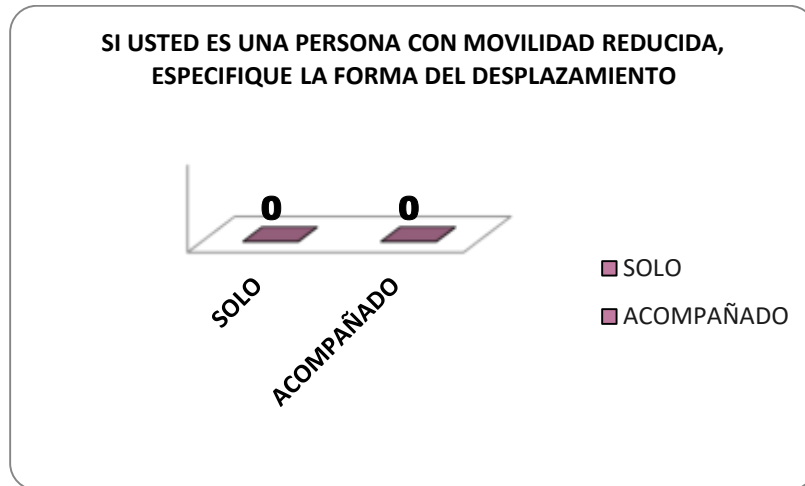 SI USTED ES UNA PERSONA CON MOVILIDAD REDUCIDA,
ESPECIFIQUE LA FORMA DEL DESPLAZAMIENTO
0
0
SOLO
ACOMPAÑADO
SOLO
ACOMPAÑADO